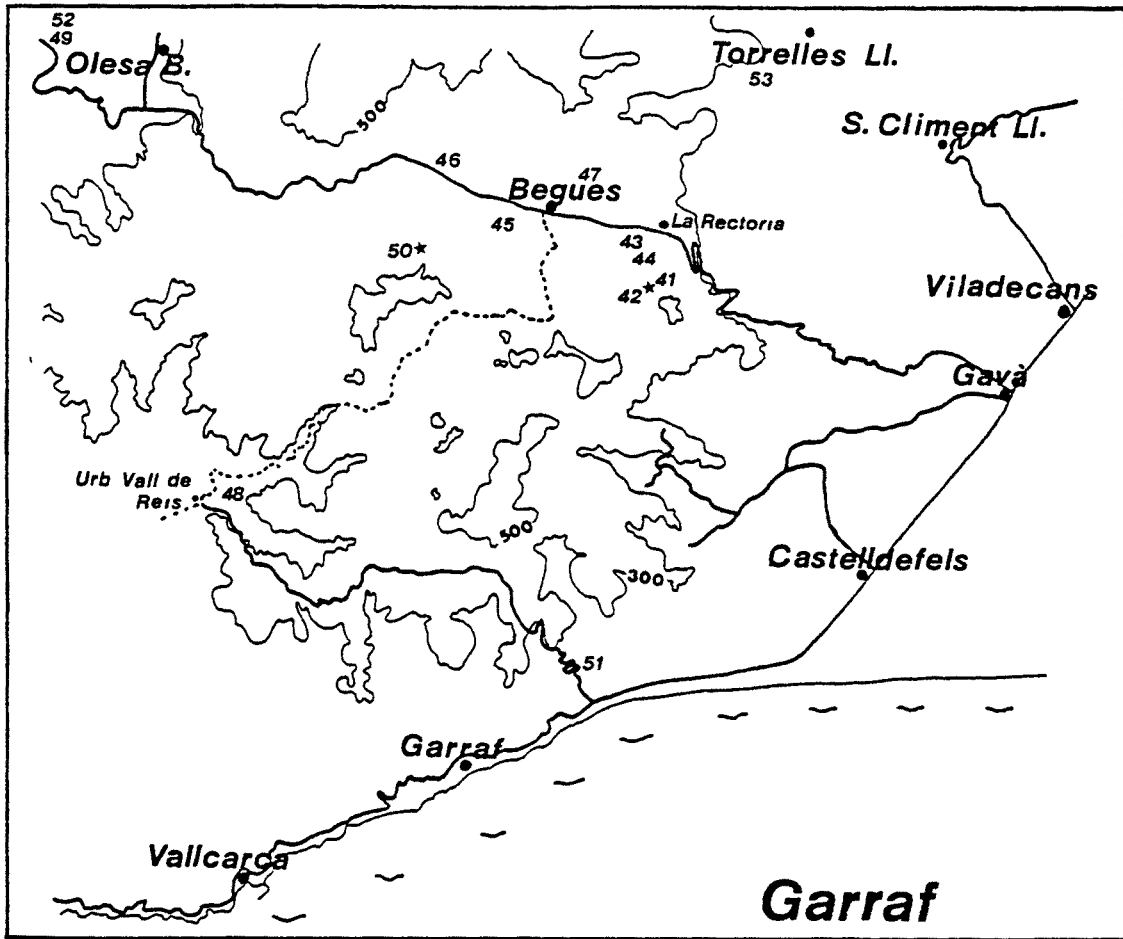 52
49
Olesa B.
Torrelles Ll.
53
500
S. Climent Ll.
46
47
Begues
45
La Rectoria
43
44
50*
42*41
Viladecans
Gavà
Urb Vall de
Reis
48
500
300
Castelldefels
51
Garraf
Vallcarca
Garraf